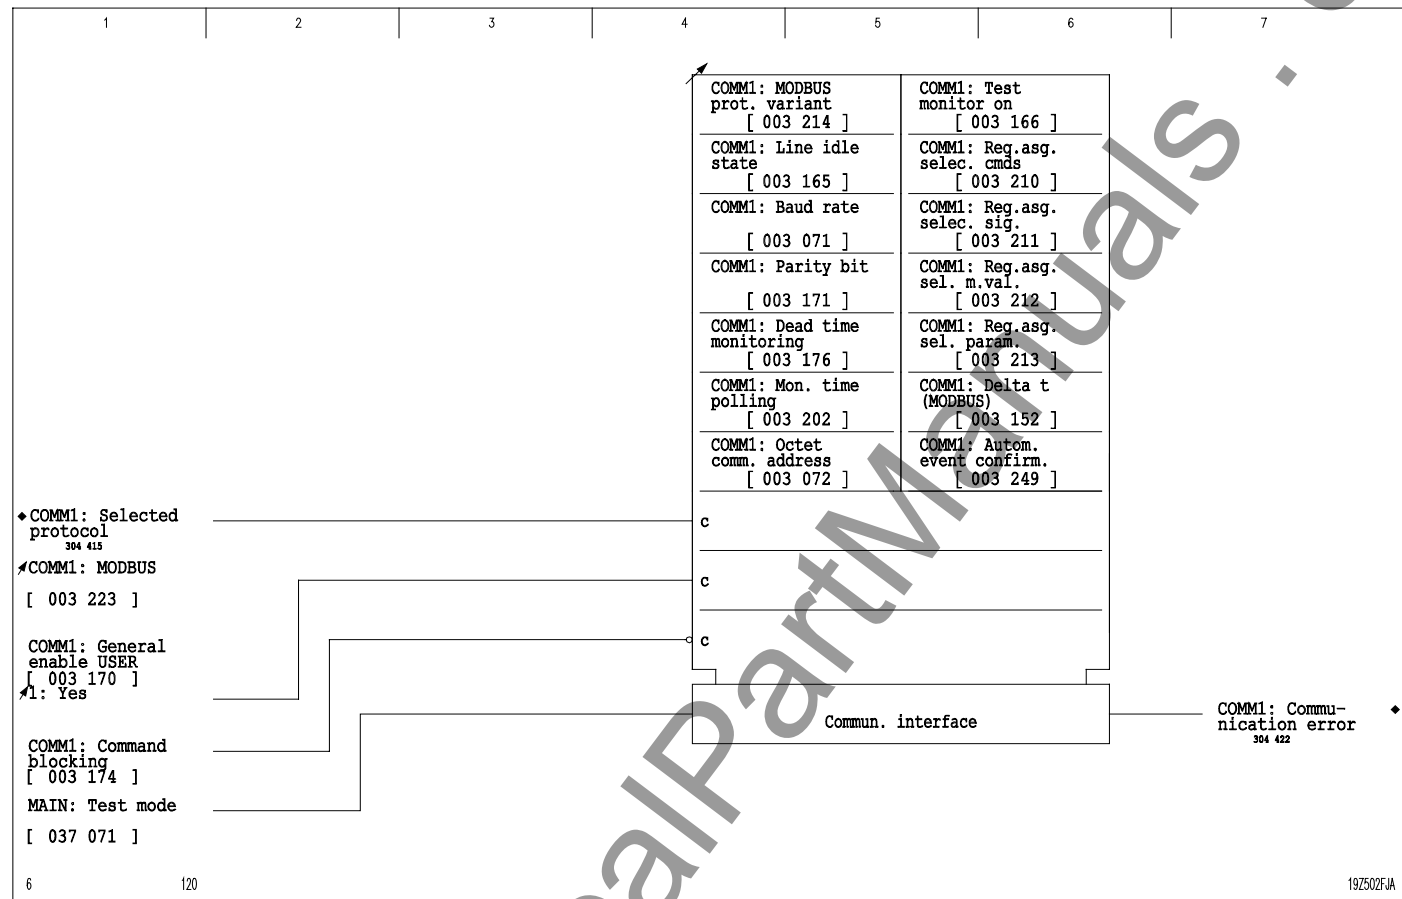 1 2 3 4 5 6 7
COMM1: MODBUS
prot. variant
[ 003 214 ]
COMM1: Line idle
state
[ 003 165 ]
COMM1: Baud rate
[ 003 071 ]
COMM1: Parity bit
[ 003 171 ]
COMM1: Dead time
monitoring
[ 003 176 ]
COMM1: Mon. time
polling
[ 003 202 ]
COMM1: Octet
comm. address
[ 003 072 ]
COMM1: Test
monitor on
[ 003 166 ]
COMM1: Reg.asg.
selec. cmds
[ 003 210 ]
COMM1: Reg.asg.
selec. sig.
[ 003 211 ]
COMM1: Reg.asg.
sel. m.val.
[ 003 212 ]
COMM1: Reg.asg.
sel. param.
[ 003 213 ]
COMM1: Delta t
(MODBUS)
[ 003 152 ]
COMM1: Autom.
event confirm.
[ 003 249 ]
COMM1: Selected
protocol
304 415
C
COMM1: MODBUS
[ 003 223 ]
C
COMM1: General
enable USER
[ 003 170 ]
1: Yes
C
COMM1: Command
blocking
[ 003 174 ]
MAIN: Test mode
[ 037 071 ]
Commun. interface
COMM1: Commu-
nication error
304 422
6 120 19Z502FJA
alPartManuals .